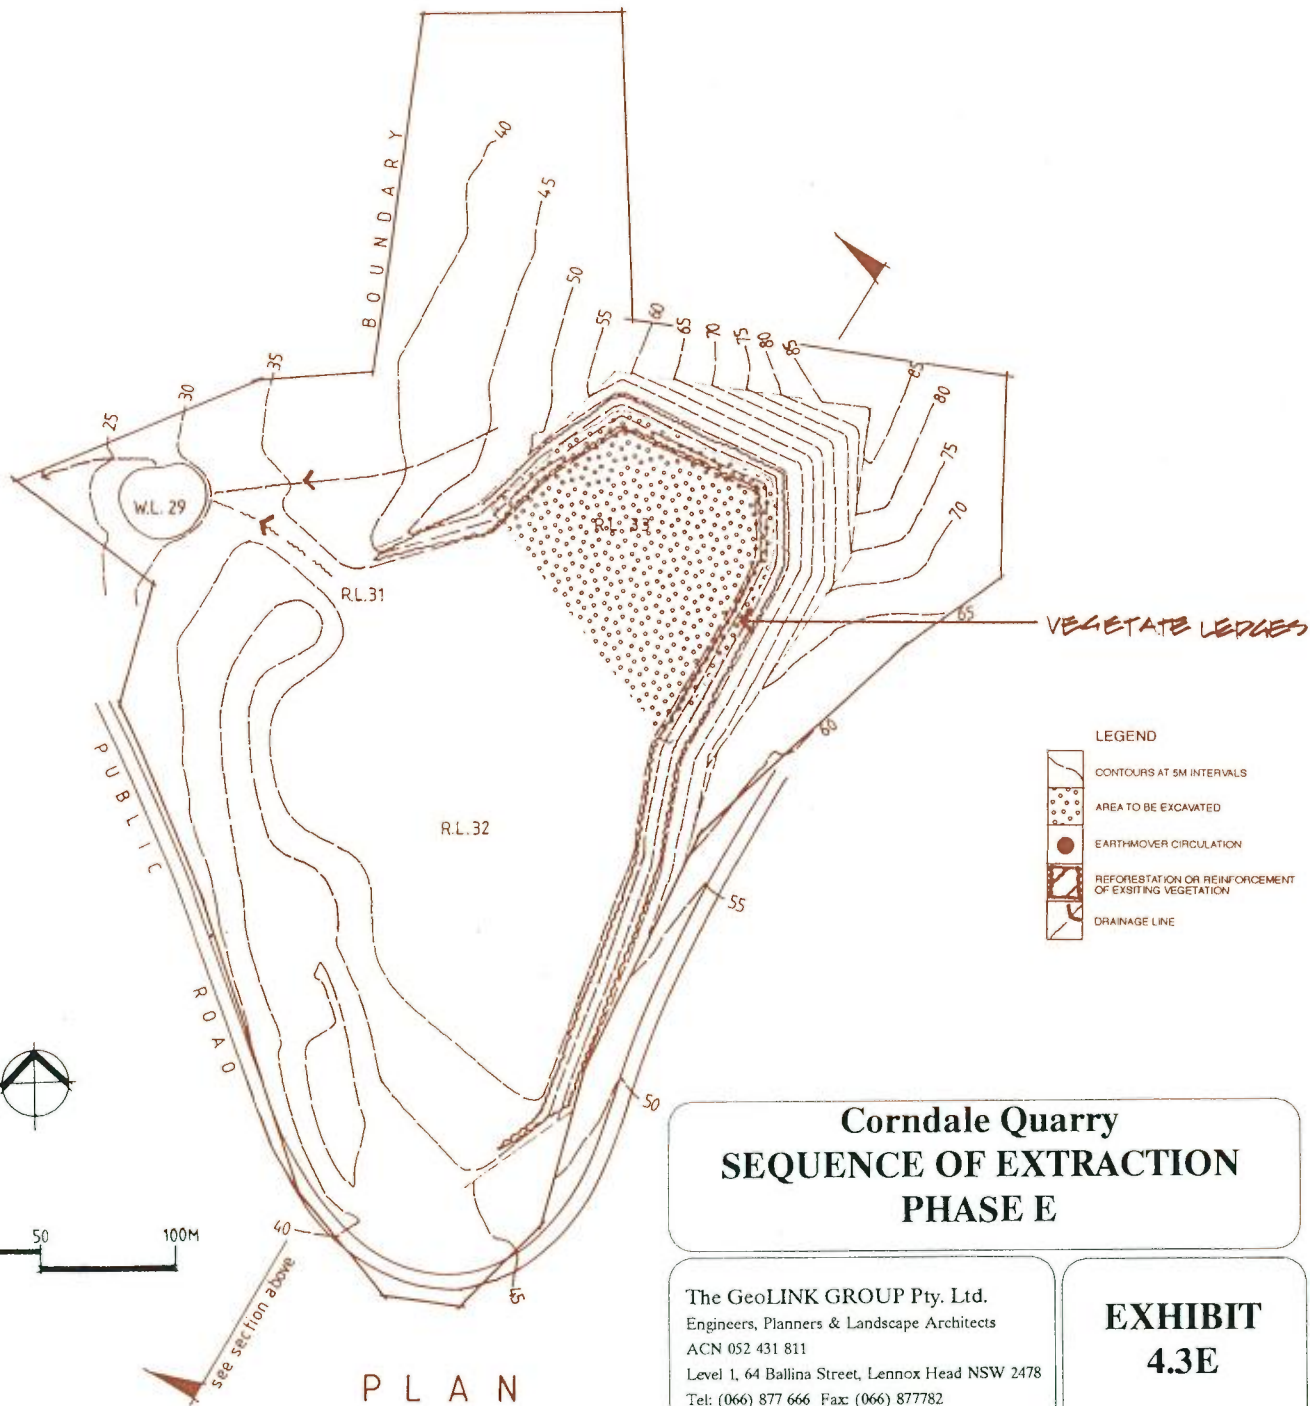 BOUNDARY
40
45
50
55
60
65
70
75
80
85
85
80
75
70
65
60
55
50
45
40
35
30
25
W.L. 29
R.L. 33
R.L.31
R.L.32
VEGETATE LEDGES
PUBLIC ROAD
LEGEND
CONTOURS AT 5M INTERVALS
AREA TO BE EXCAVATED
EARTHMOVER CIRCULATION
REFORESTATION OR REINFORCEMENT
OF EXSITING VEGETATION
DRAINAGE LINE
50
100M
see section above
PLAN
Corndale Quarry
SEQUENCE OF EXTRACTION
PHASE E
The GeoLINK GROUP Pty. Ltd.
Engineers, Planners & Landscape Architects
ACN 052 431 811
Level 1, 64 Ballina Street, Lennox Head NSW 2478
Tel: (066) 877 666 Fax: (066) 877782
EXHIBIT
4.3E